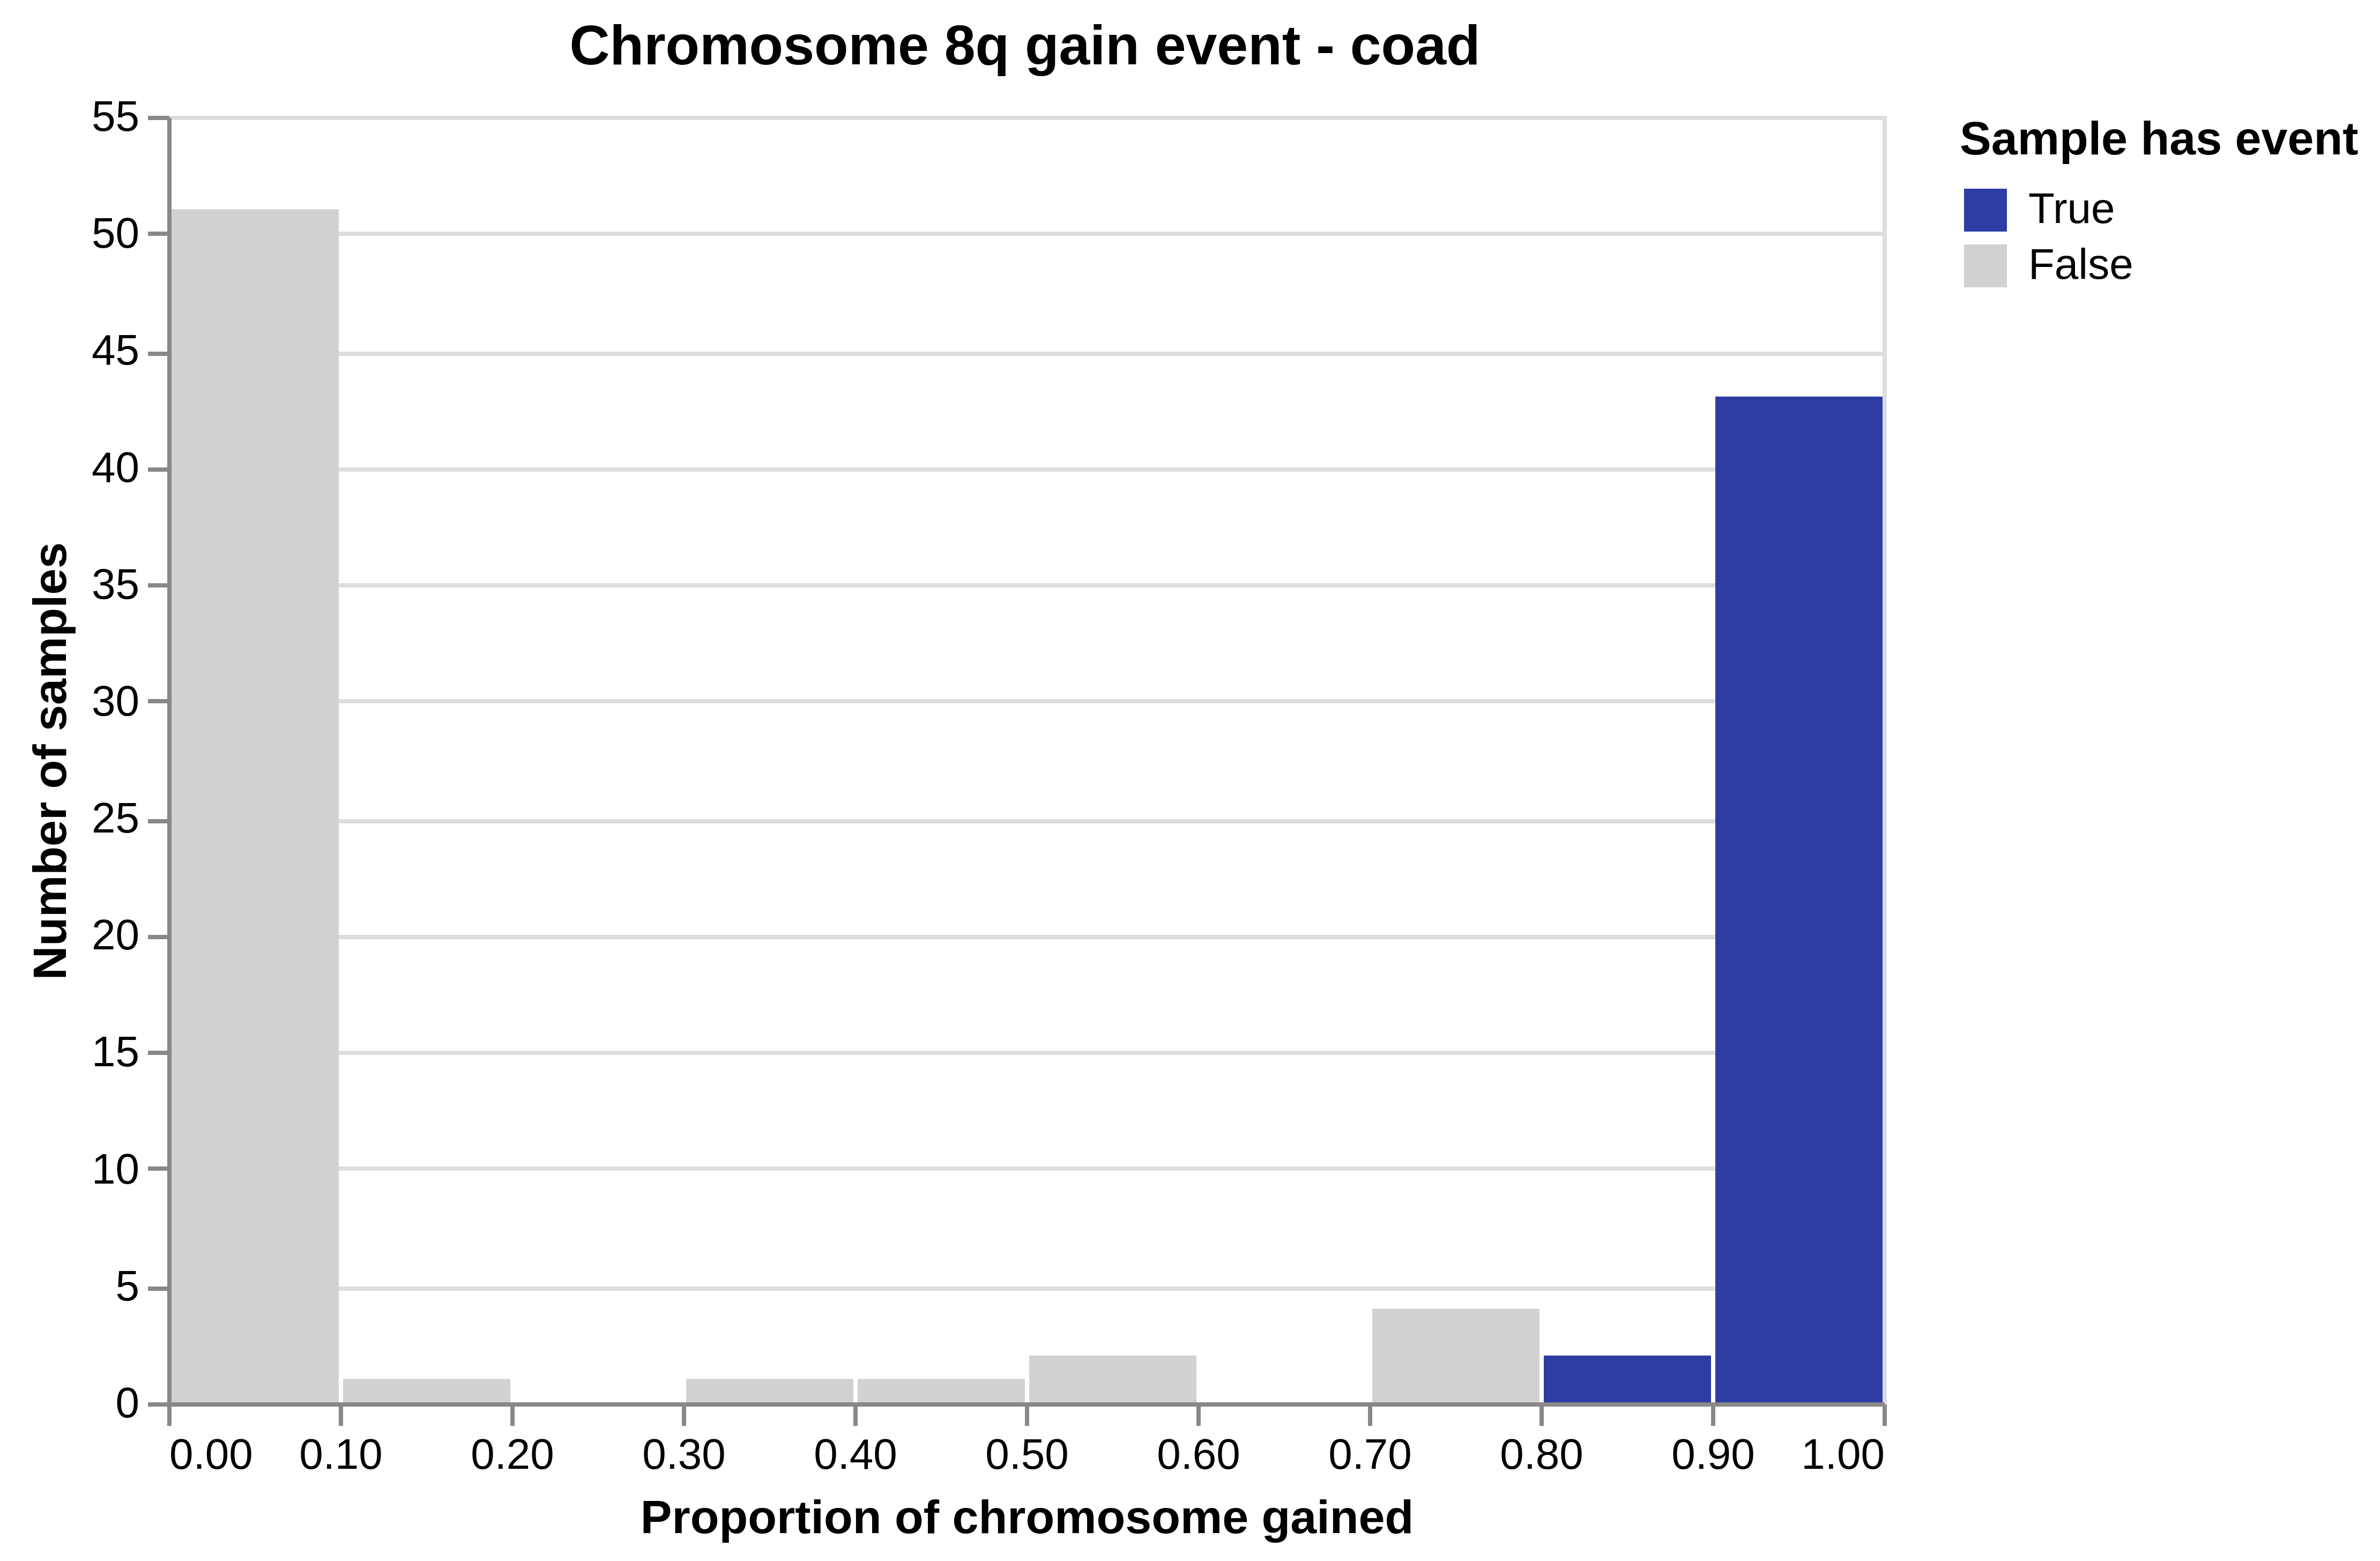 Chromosome 8q gain event - coad
Sample has event
True
False
Number of samples
55
50
45
40
35
30
25
20
15
10
5
0
0.00 0.10 0.20 0.30 0.40 0.50 0.60 0.70 0.80 0.90 1.00
Proportion of chromosome gained